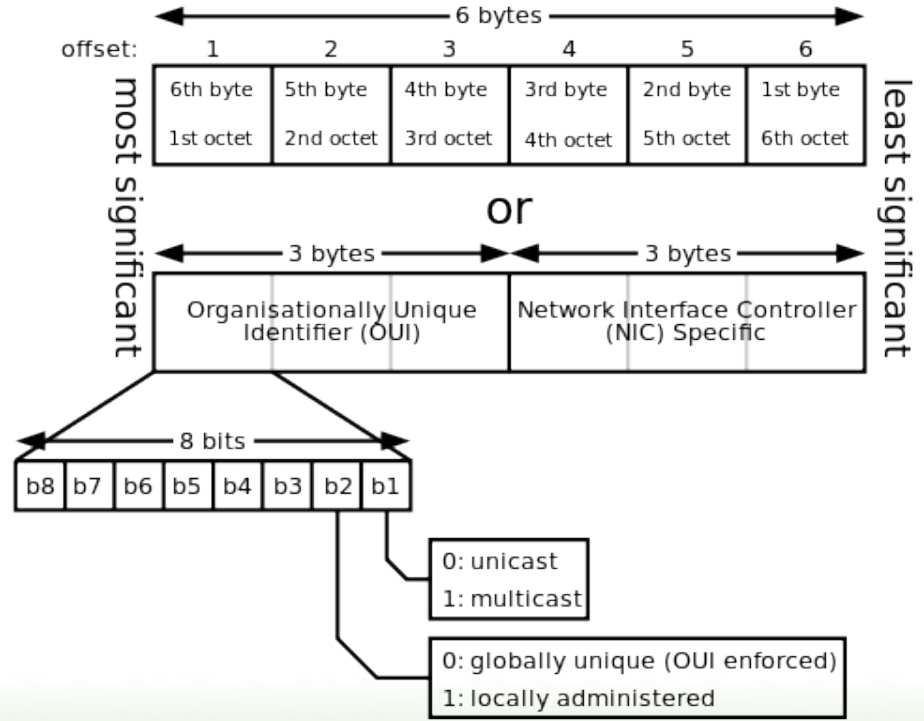 6 bytes
offset: 1 2 3 4 5 6
6th byte 5th byte 4th byte 3rd byte 2nd byte 1st byte
1st octet 2nd octet 3rd octet 4th octet 5th octet 6th octet
most significant
least significant
or
3 bytes 3 bytes
Organisationally Unique
Identifier (OUI)
Network Interface Controller
(NIC) Specific
8 bits
b8 b7 b6 b5 b4 b3 b2 b1
0: unicast
1: multicast
0: globally unique (OUI enforced)
1: locally administered